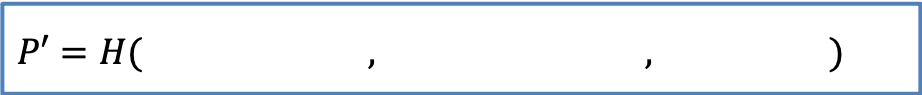 𝑃′ = 𝐻( , , )